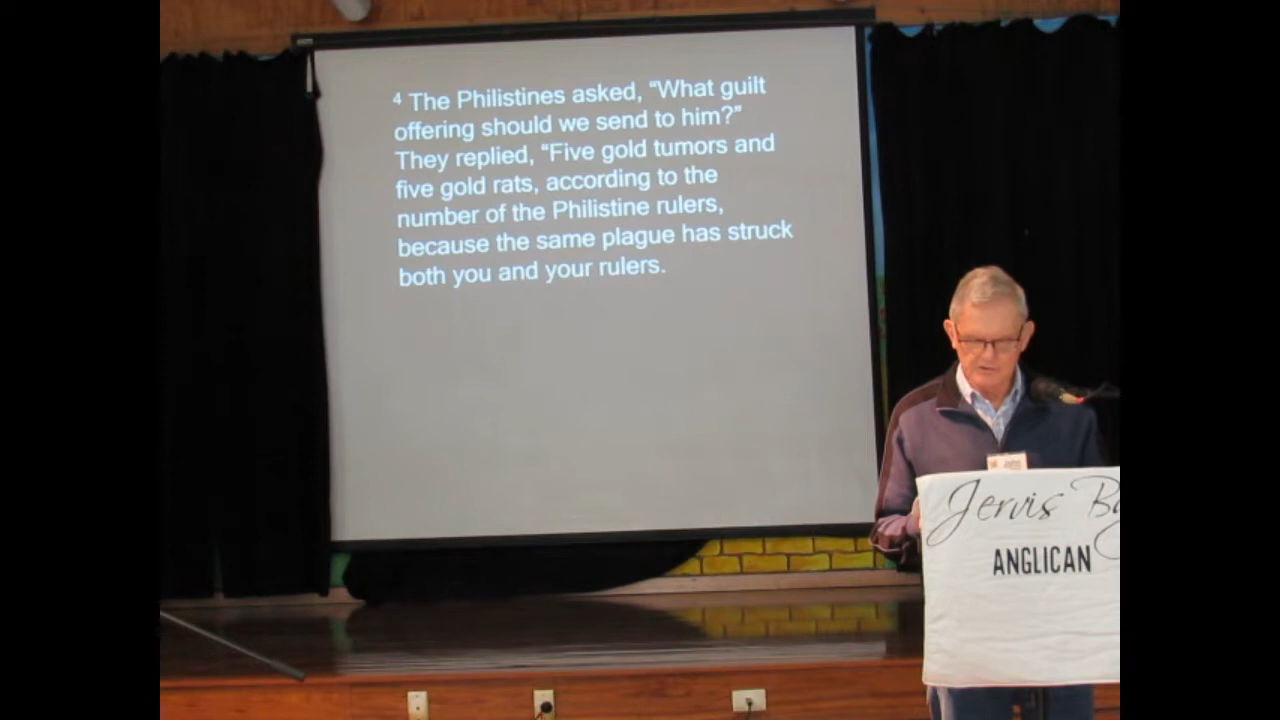 4 The Philistines asked, “What guilt
offering should we send to him?”
They replied, “Five gold tumors and
five gold rats, according to the
number of the Philistine rulers,
because the same plague has struck
both you and your rulers.
Jervis
ANGLICAN